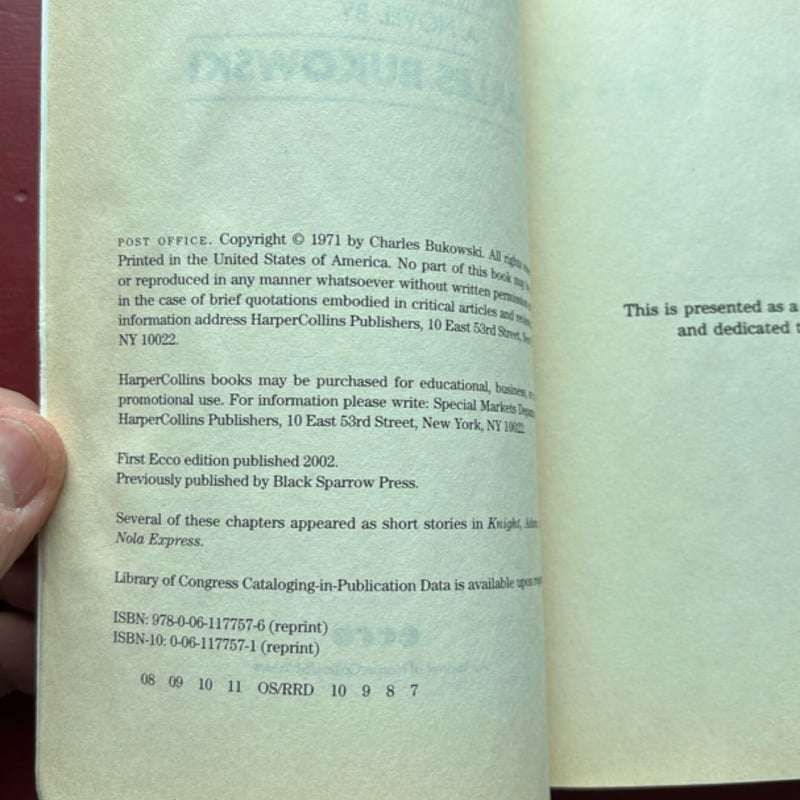 POST OFFICE. Copyright © 1971 by Charles Bukowski. All rights
Printed in the United States of America. No part of this book may
or reproduced in any manner whatsoever without written permission
in the case of brief quotations embodied in critical articles and
information address HarperCollins Publishers, 10 East 53rd Street,
NY 10022.
HarperCollins books may be purchased for educational, business,
promotional use. For information please write: Special Markets
HarperCollins Publishers, 10 East 53rd Street, New York, NY 10022
First Ecco edition published 2002.
Previously published by Black Sparrow Press.
Several of these chapters appeared as short stories in Knight,
Nola Express.
Library of Congress Cataloging-in-Publication Data is available upon
ISBN: 978-0-06-117757-6 (reprint)
ISBN-10: 0-06-117757-1 (reprint)
08 09 10 11 OS/RRD 10 9 8 7
This is presented as a
and dedicated